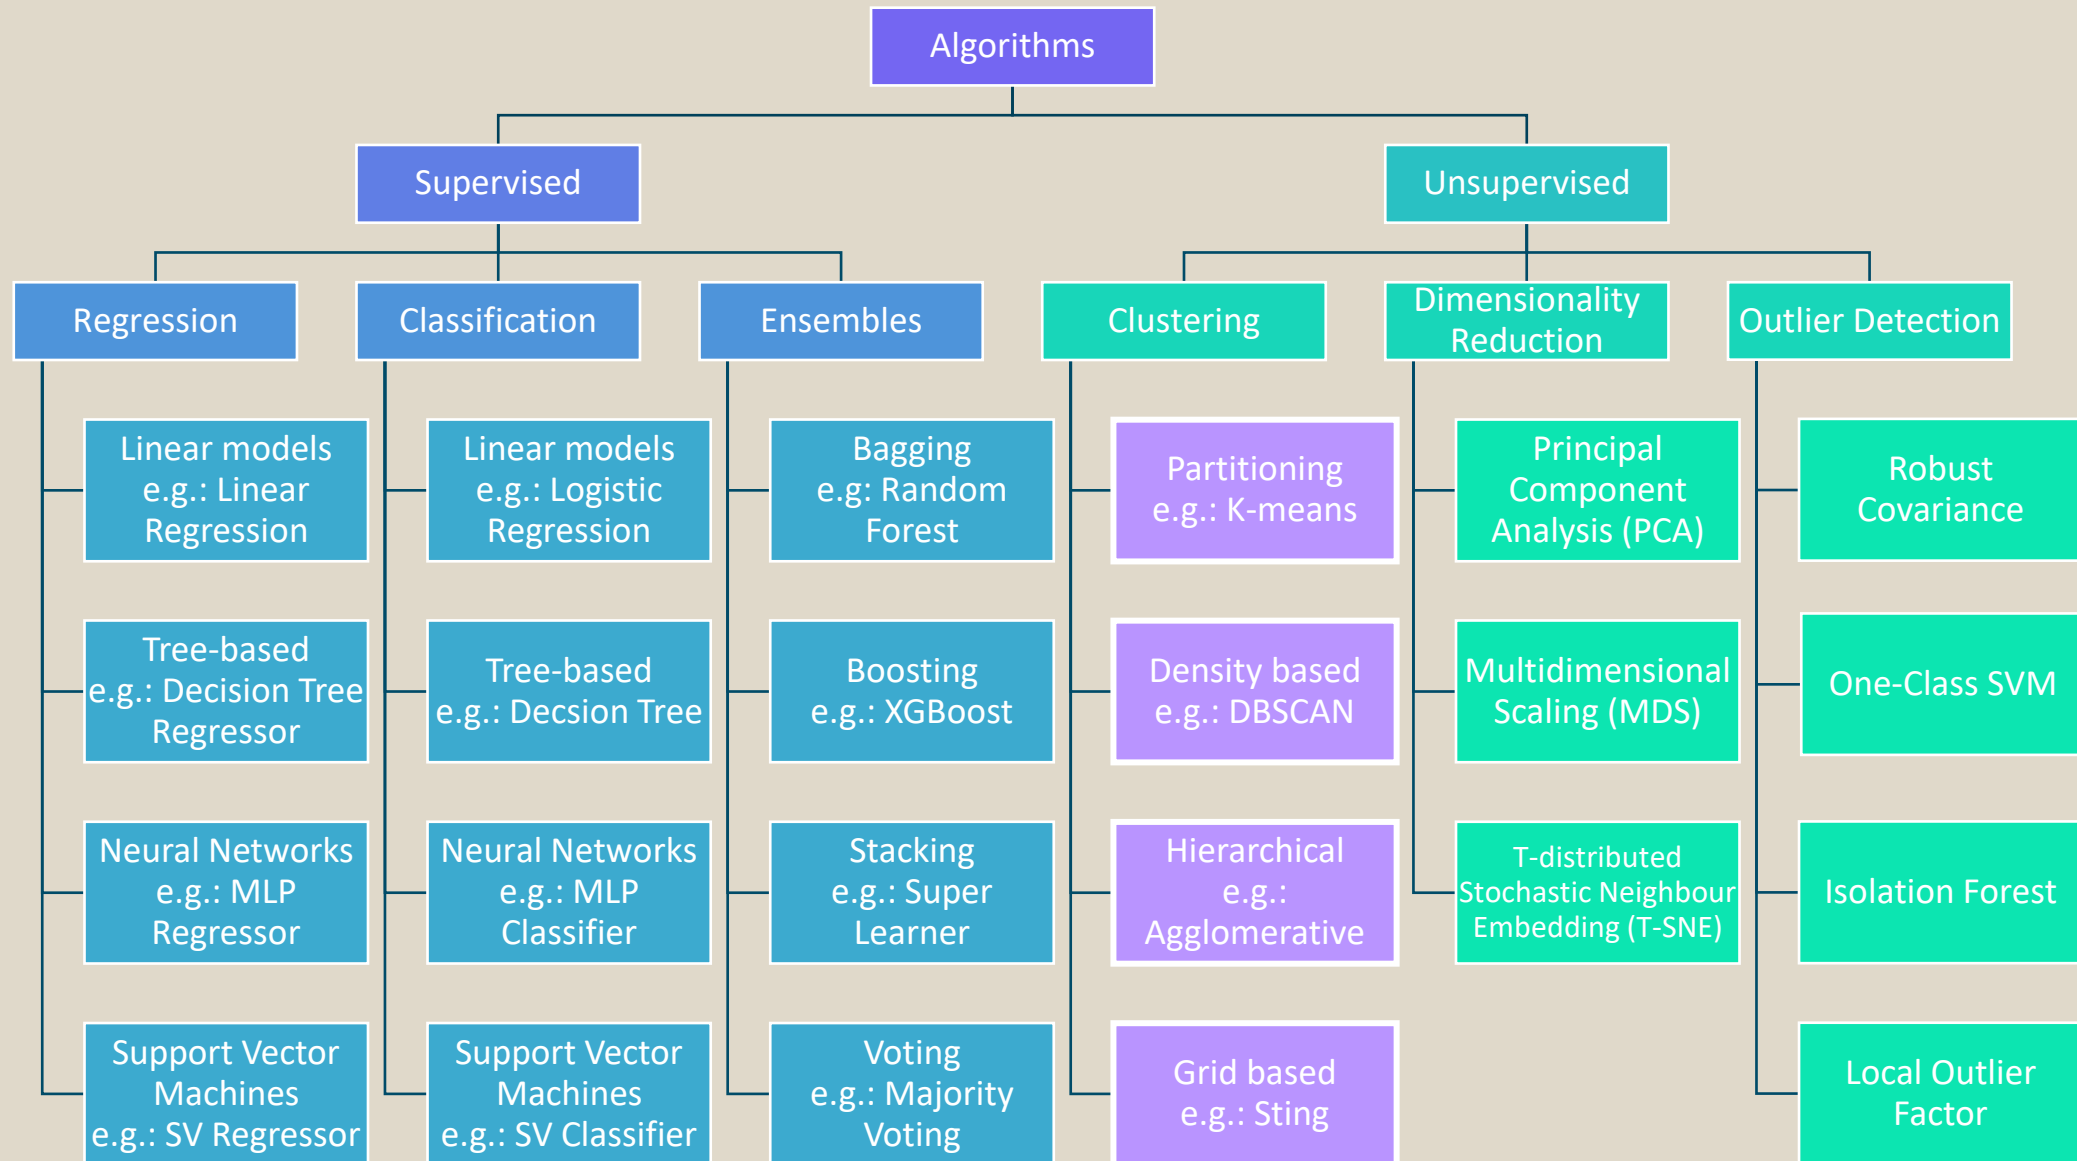 Algorithms
Supervised
Unsupervised
Regression
Classification
Ensembles
Clustering
Dimensionality
Reduction
Outlier Detection
Linear models
e.g.: Linear
Regression
Tree-based
e.g.: Decision Tree
Regressor
Neural Networks
e.g.: MLP
Regressor
Support Vector
Machines
e.g.: SV Regressor
Linear models
e.g.: Logistic
Regression
Tree-based
e.g.: Decsion Tree
Neural Networks
e.g.: MLP
Classifier
Support Vector
Machines
e.g.: SV Classifier
Bagging
e.g: Random
Forest
Boosting
e.g.: XGBoost
Stacking
e.g.: Super
Learner
Voting
e.g.: Majority
Voting
Partitioning
e.g.: K-means
Density based
e.g.: DBSCAN
Hierarchical
e.g.:
Agglomerative
Grid based
e.g.: Sting
Principal
Component
Analysis (PCA)
Multidimensional
Scaling (MDS)
T-distributed
Stochastic Neighbour
Embedding (T-SNE)
Robust
Covariance
One-Class SVM
Isolation Forest
Local Outlier
Factor